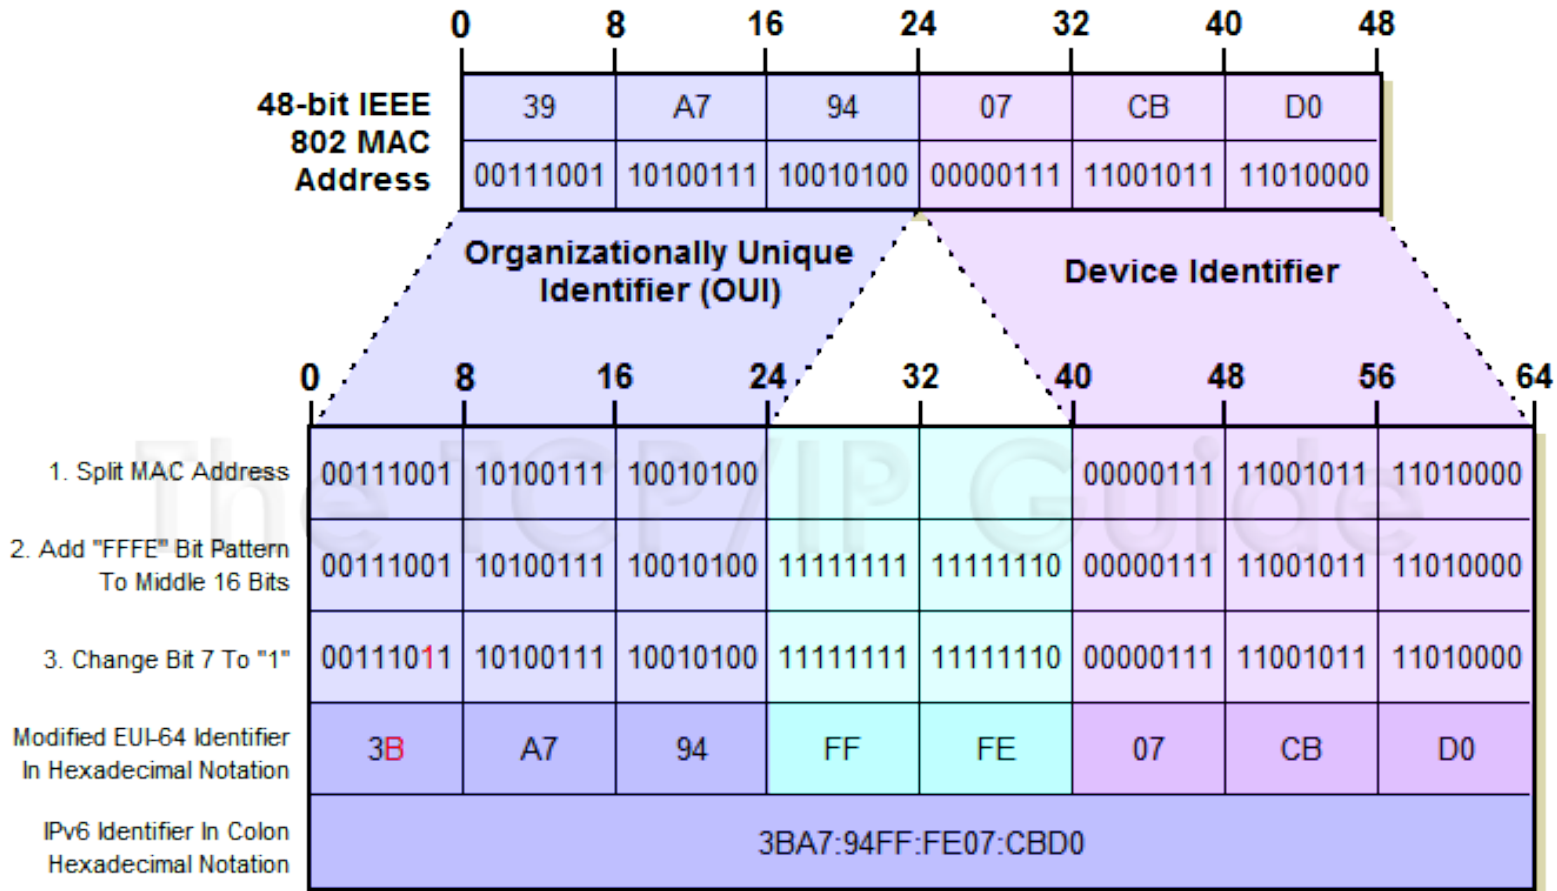 0 8 16 24 32 40 48
48-bit IEEE
802 MAC
Address
39 A7 94 07 CB D0
00111001 10100111 10010100 00000111 11001011 11010000
Organizationally Unique
Identifier (OUI)
Device Identifier
0 8 16 24 32 40 48 56 64
The TCP/IP Guide
1. Split MAC Address
00111001 10100111 10010100 00000111 11001011 11010000
2. Add "FFFE" Bit Pattern
To Middle 16 Bits
00111001 10100111 10010100 11111111 11111110 00000111 11001011 11010000
3. Change Bit 7 To "1"
00111011 10100111 10010100 11111111 11111110 00000111 11001011 11010000
Modified EUI-64 Identifier
In Hexadecimal Notation
3B A7 94 FF FE 07 CB D0
IPv6 Identifier In Colon
Hexadecimal Notation
3BA7:94FF:FE07:CBD0